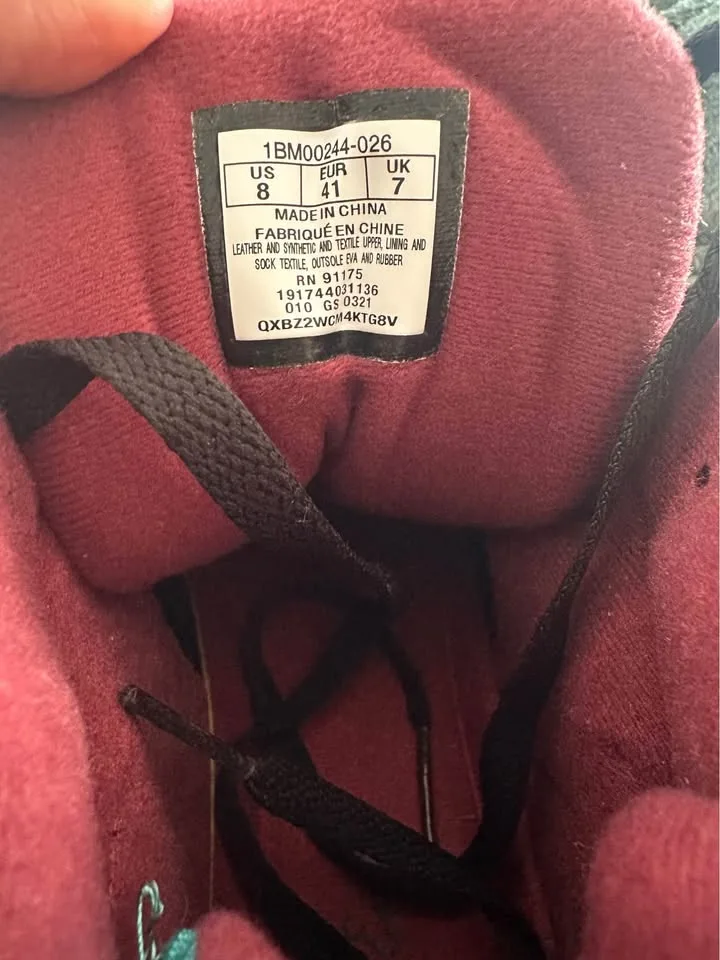 1BM00244-026
US EUR UK
8 41 7
MADE IN CHINA
FABRIQUÉ EN CHINE
LEATHER AND SYNTHETIC AND TEXTILE UPPER, LINING AND
SOCK TEXTILE, OUTSOLE EVA AND RUBBER
RN 91175
191744031136
010 GS 0321
QXBZ2WCM4KTG8V